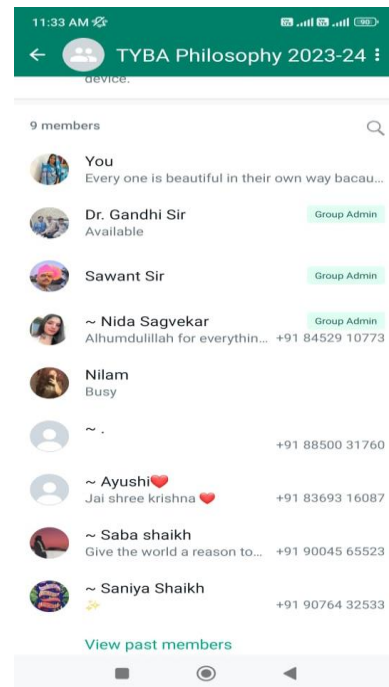 11:33 AM
90
TYBA Philosophy 2023-24
device.
9 members
You
Every one is beautiful in their own way bacau...
Dr. Gandhi Sir Group Admin
Available
Sawant Sir Group Admin
~ Nida Sagvekar Group Admin
Alhumdulillah for everythin... +91 84529 10773
Nilam
Busy
~ .
+91 88500 31760
~ Ayushi❤️
Jai shree krishna ❤️ +91 83693 16087
~ Saba shaikh
Give the world a reason to... +91 90045 65523
~ Saniya Shaikh
✨ +91 90764 32533
View past members